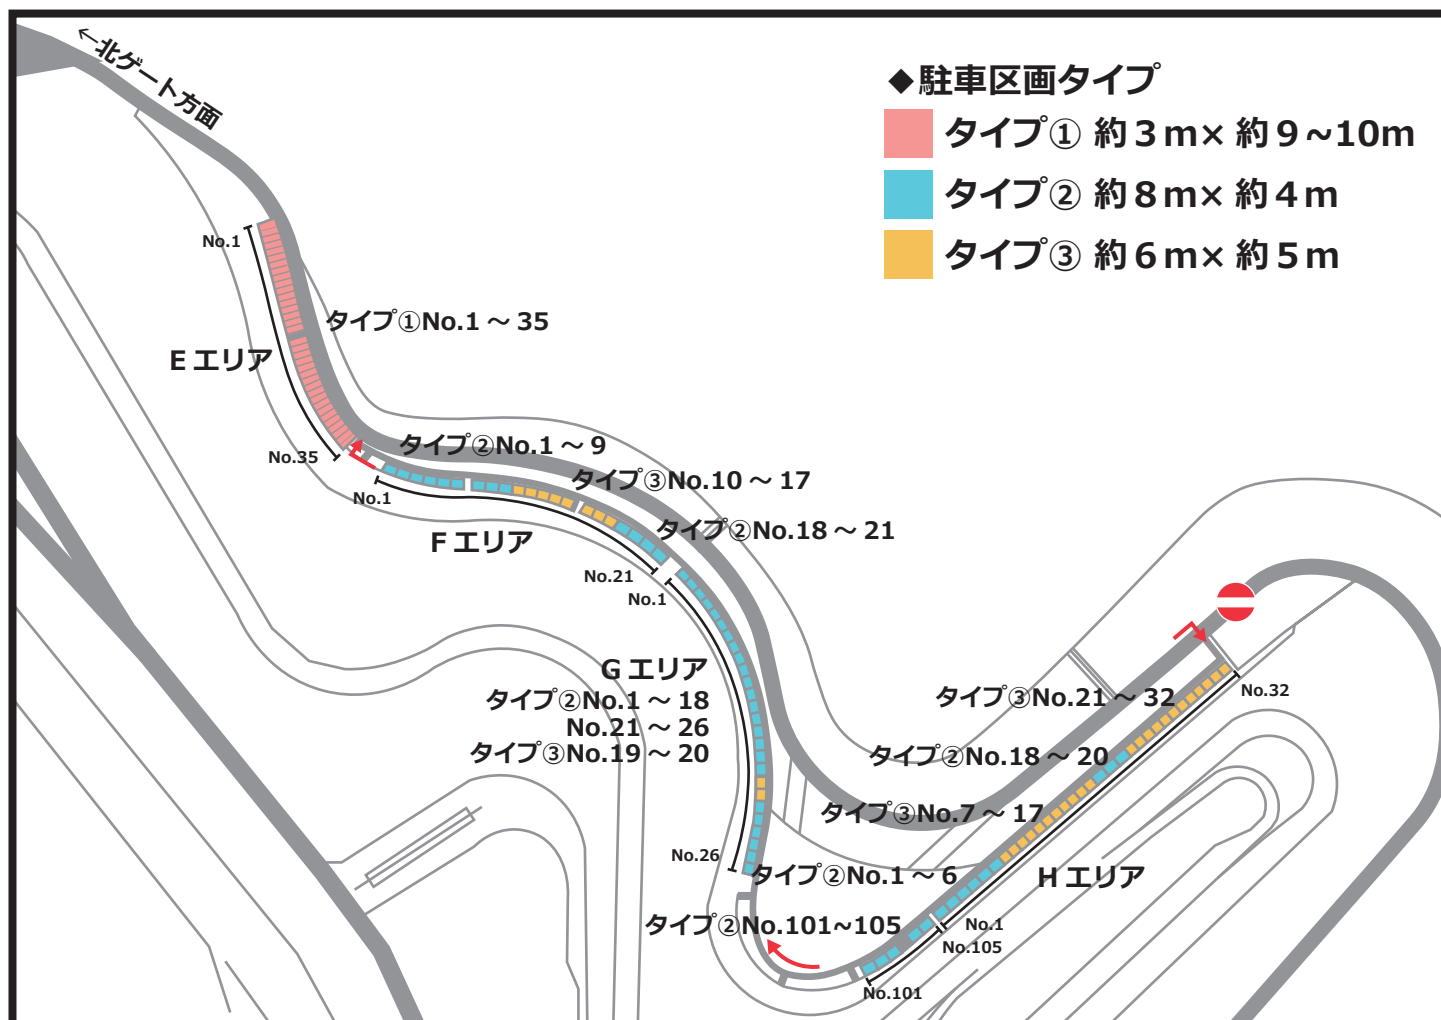 ←北ゲート方面
◆駐車区画タイプ
タイプ① 約３ｍ× 約９~10m
タイプ② 約８ｍ× 約４ｍ
タイプ③ 約６ｍ× 約５ｍ
No.1
タイプ①No.1 ～ 35
E エリア
No.35
タイプ②No.1 ～ 9
No.1
タイプ③No.10 ～ 17
F エリア
タイプ②No.18 ～ 21
No.21
No.1
G エリア
タイプ②No.1 ～ 18
No.21 ～ 26
タイプ③No.19 ～ 20
No.26
タイプ③No.21 ～ 32
No.32
タイプ②No.18 ～ 20
タイプ③No.7 ～ 17
タイプ②No.1 ～ 6
H エリア
タイプ②No.101~105
No.1
No.105
No.101